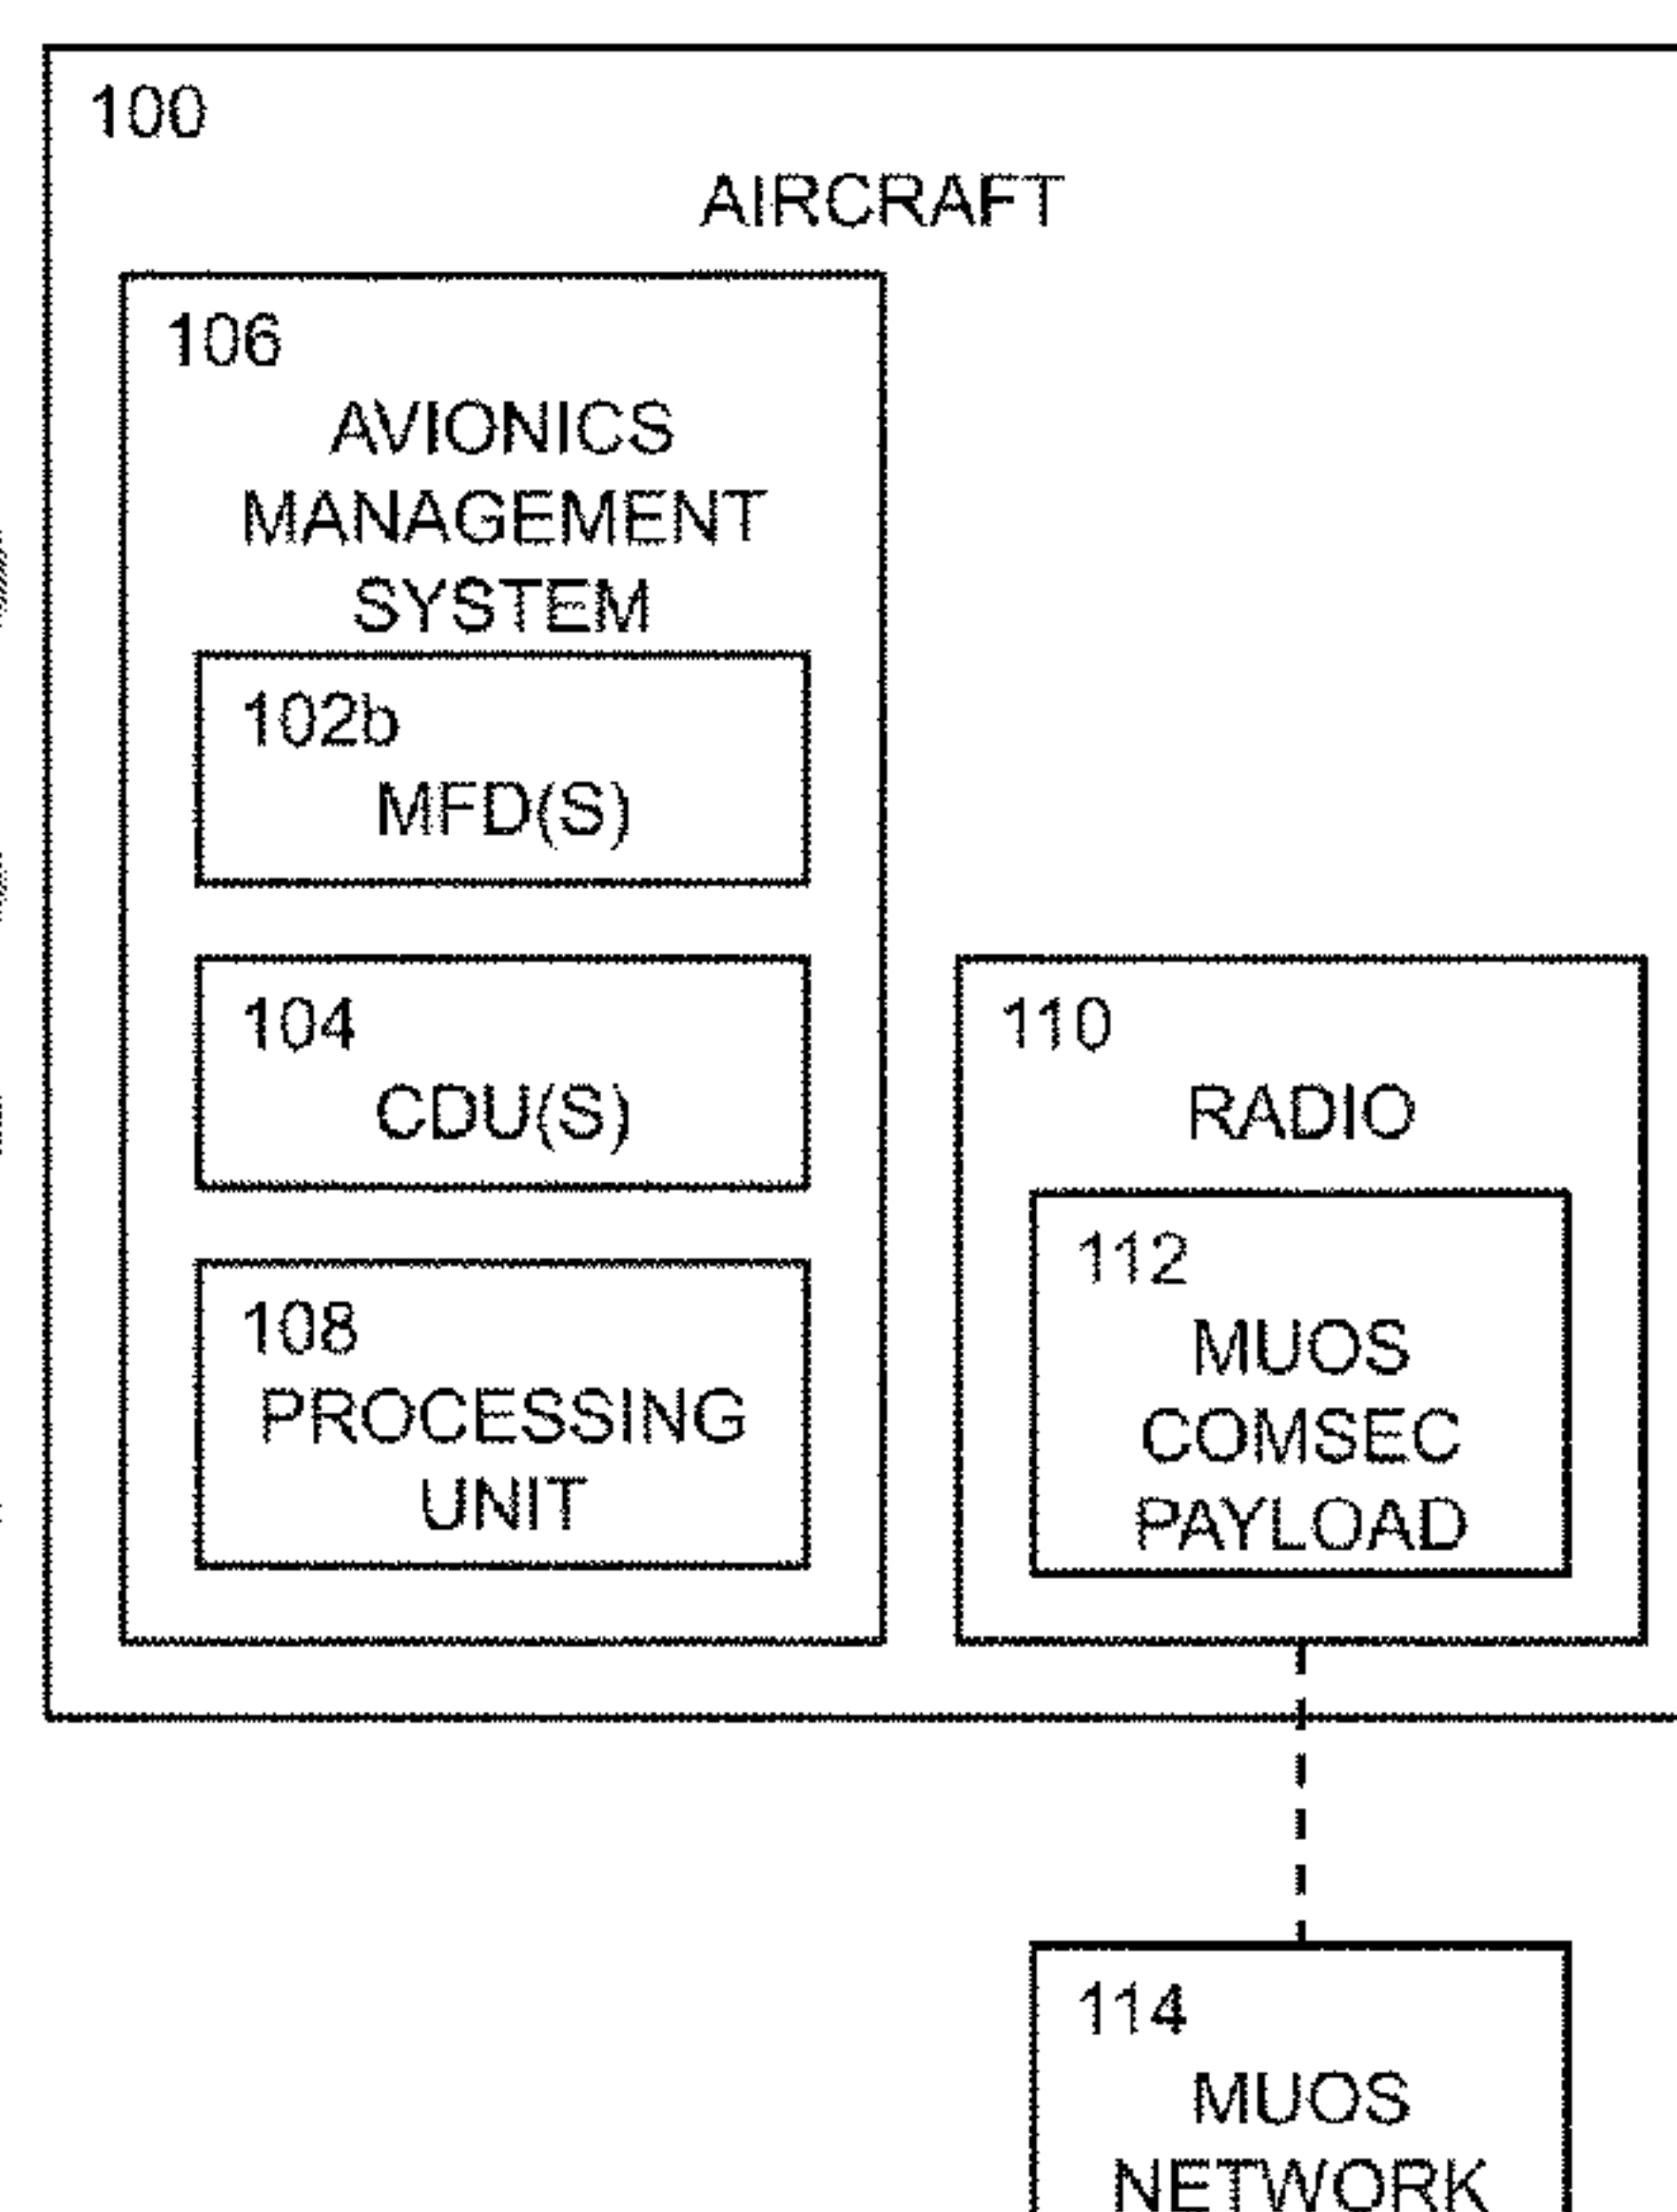 100
AIRCRAFT
106
AVIONICS
MANAGEMENT
SYSTEM
102b
MFD(S)
104
CDU(S)
108
PROCESSING
UNIT
110
RADIO
112
MUOS
COMSEC
PAYLOAD
114
MUOS
NETWORK